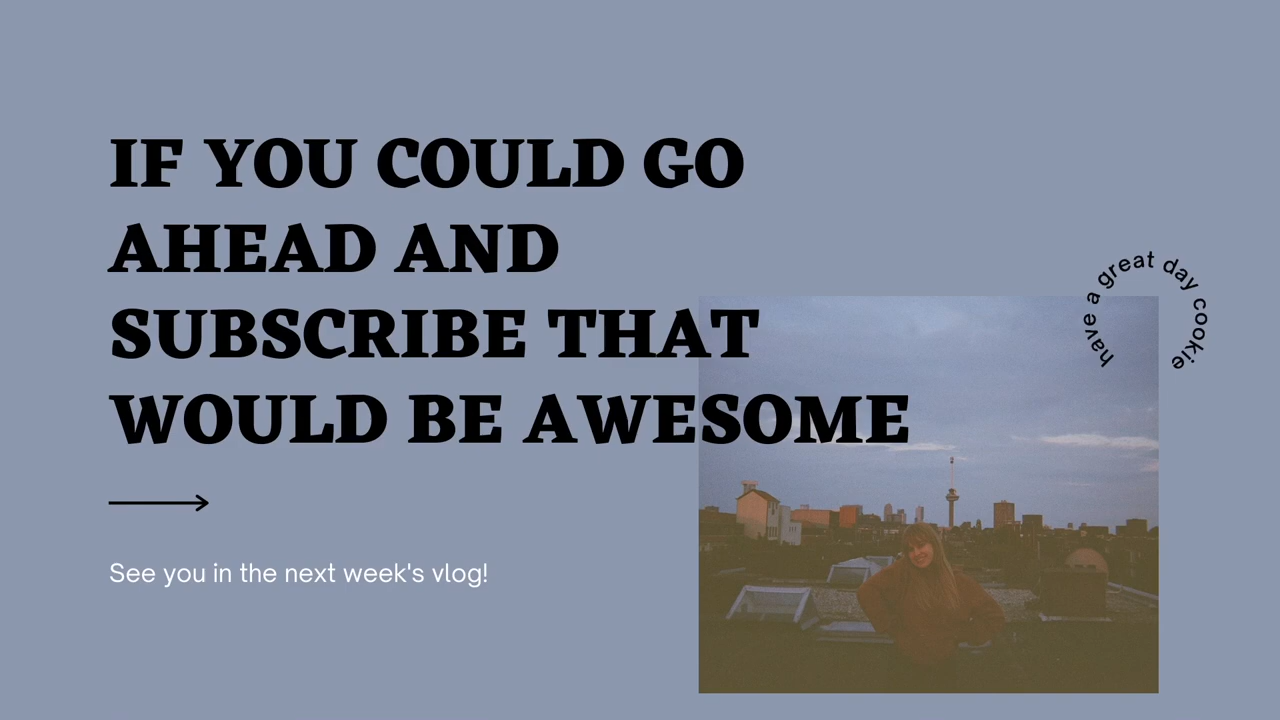 IF YOU COULD GO
AHEAD AND
SUBSCRIBE THAT
WOULD BE AWESOME
have a great day cookie
See you in the next week's vlog!